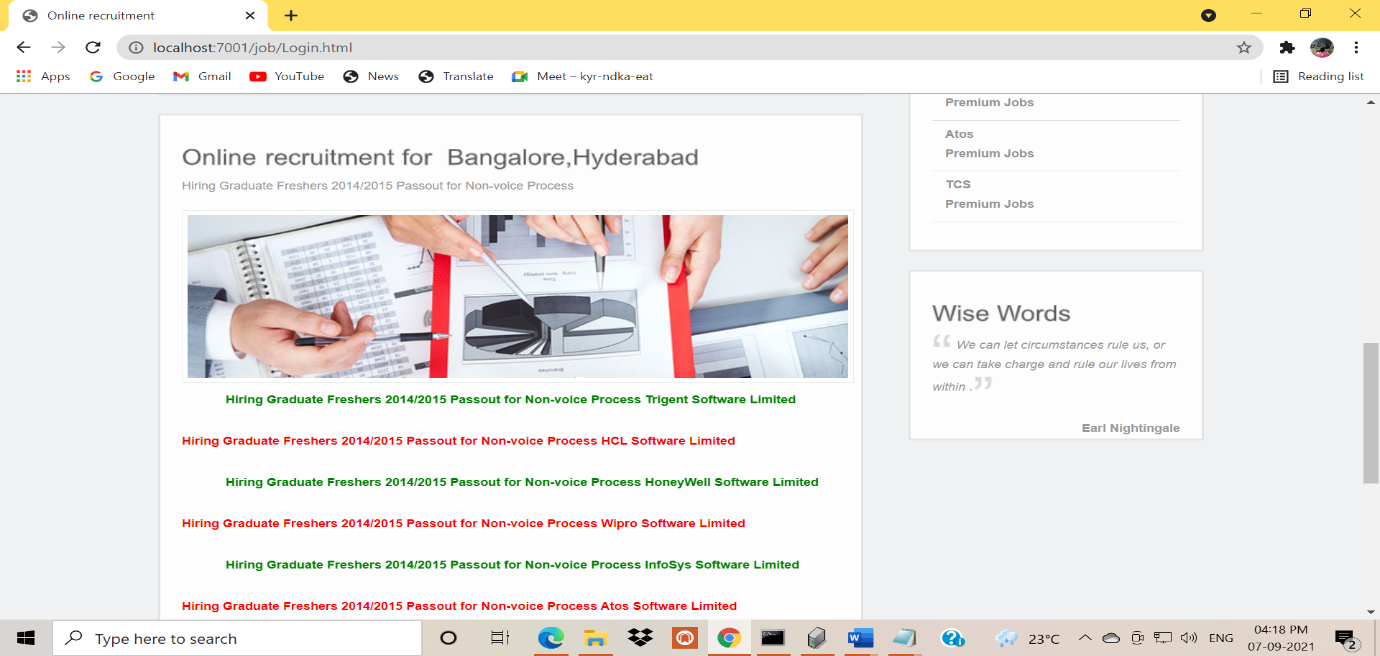 Online recruitment
localhost:7001/job/Login.html
Apps Google Gmail YouTube News Translate Meet – kyr-ndka-eat Reading list
Online recruitment for Bangalore,Hyderabad
Hiring Graduate Freshers 2014/2015 Passout for Non-voice Process
Hiring Graduate Freshers 2014/2015 Passout for Non-voice Process Trigent Software Limited
Hiring Graduate Freshers 2014/2015 Passout for Non-voice Process HCL Software Limited
Hiring Graduate Freshers 2014/2015 Passout for Non-voice Process HoneyWell Software Limited
Hiring Graduate Freshers 2014/2015 Passout for Non-voice Process Wipro Software Limited
Hiring Graduate Freshers 2014/2015 Passout for Non-voice Process InfoSys Software Limited
Hiring Graduate Freshers 2014/2015 Passout for Non-voice Process Atos Software Limited
Premium Jobs
Atos
Premium Jobs
TCS
Premium Jobs
Wise Words
“ We can let circumstances rule us, or
we can take charge and rule our lives from
within .”
Earl Nightingale
Type here to search
23°C
ENG
04:18 PM
07-09-2021
2